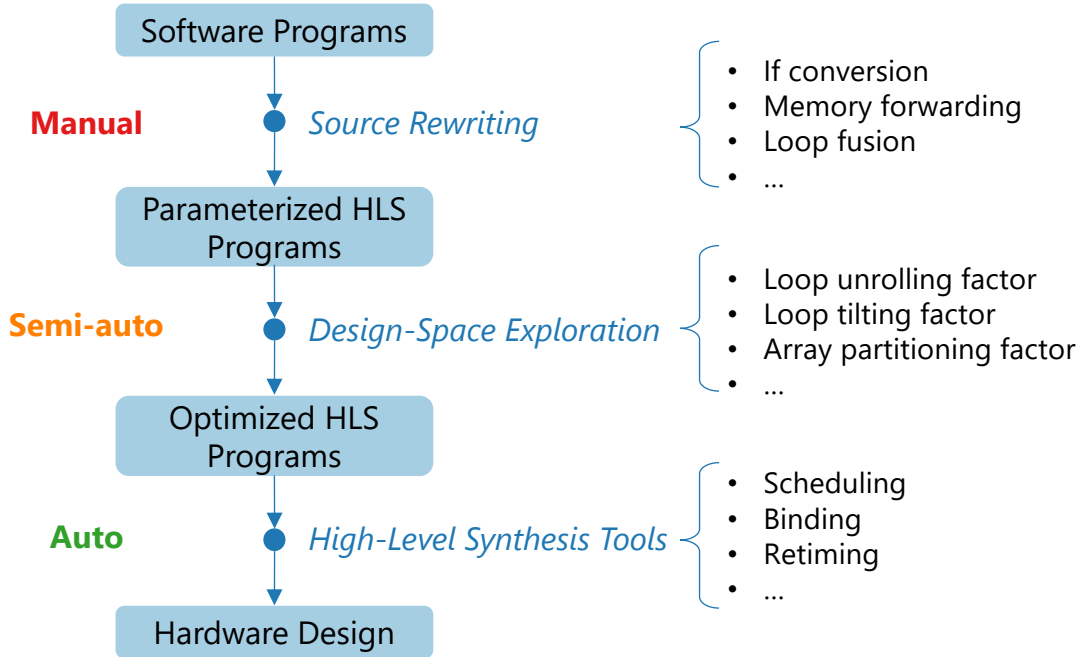 Software Programs
Manual
Source Rewriting
• If conversion
• Memory forwarding
• Loop fusion
• ...
Parameterized HLS
Programs
Semi-auto
Design-Space Exploration
• Loop unrolling factor
• Loop tilting factor
• Array partitioning factor
• ...
Optimized HLS
Programs
Auto
High-Level Synthesis Tools
• Scheduling
• Binding
• Retiming
• ...
Hardware Design